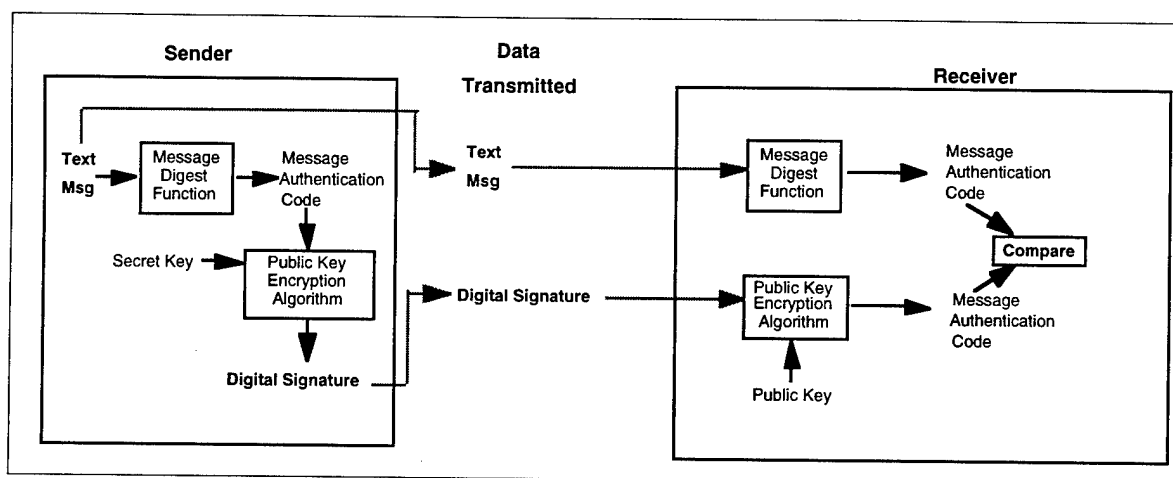 Sender
Data
Transmitted
Receiver
Text
Msg
Message
Digest
Function
Message
Authentication
Code
Secret Key
Public Key
Encryption
Algorithm
Digital Signature
Text
Msg
Digital Signature
Message
Digest
Function
Message
Authentication
Code
Compare
Public Key
Encryption
Algorithm
Message
Authentication
Code
Public Key